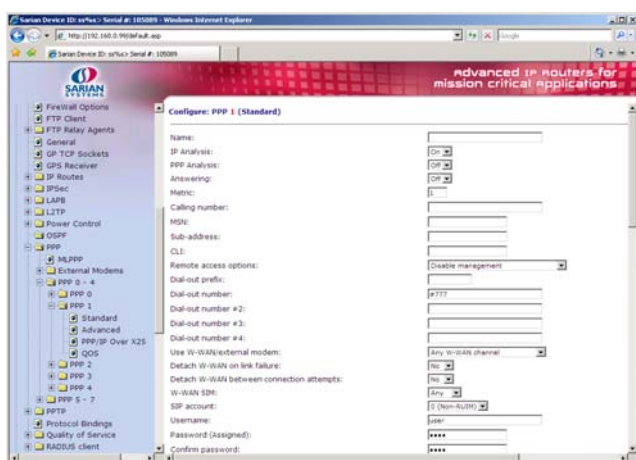 Sarian Device ID: ss%s> Serial #: 105089 - Windows Internet Explorer
http://192.168.0.99/default.asp
Google
Sarian Device ID: ss%s> Serial #: 105089
SARIAN
SYSTEMS
Advanced IP Routers for
mission critical Applications
FireWall Options
FTP Client
FTP Relay Agents
General
GP TCP Sockets
GPS Receiver
IP Routes
IPSec
LAPB
L2TP
Power Control
OSPF
PPP
MLPPP
External Modems
PPP 0 - 4
PPP 0
PPP 1
Standard
Advanced
PPP/IP Over X25
QOS
PPP 2
PPP 3
PPP 4
PPP 5 - 7
PPTP
Protocol Bindings
Quality of Service
RADIUS client
Configure: PPP 1 (Standard)
Name:
IP Analysis: On
PPP Analysis: Off
Answering: Off
Metric: 1
Calling number:
MSN:
Sub-address:
CLI:
Remote access options: Disable management
Dial-out prefix:
Dial-out number: #777
Dial-out number #2:
Dial-out number #3:
Dial-out number #4:
Use W-WAN/external modem: Any W-WAN channel
Detach W-WAN on link failure: No
Detach W-WAN between connection attempts: No
W-WAN SIM: Any
SIP account: 0 (Non-RUIM)
Username: user
Password (Assigned): ****
Confirm password: ****